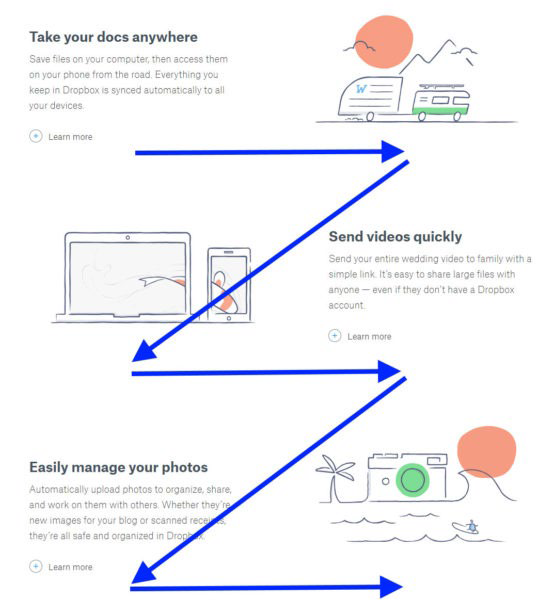 Take your docs anywhere
Save files on your computer, then access them
on your phone from the road. Everything you
keep in Dropbox is synced automatically to all
your devices.
Learn more
W
Send videos quickly
Send your entire wedding video to family with a
simple link. It's easy to share large files with
anyone — even if they don't have a Dropbox
account.
Learn more
Easily manage your photos
Automatically upload photos to organize, share,
and work on them with others. Whether they're
new images for your blog or scanned receipts,
they're all safe and organized in Dropbox.
Learn more